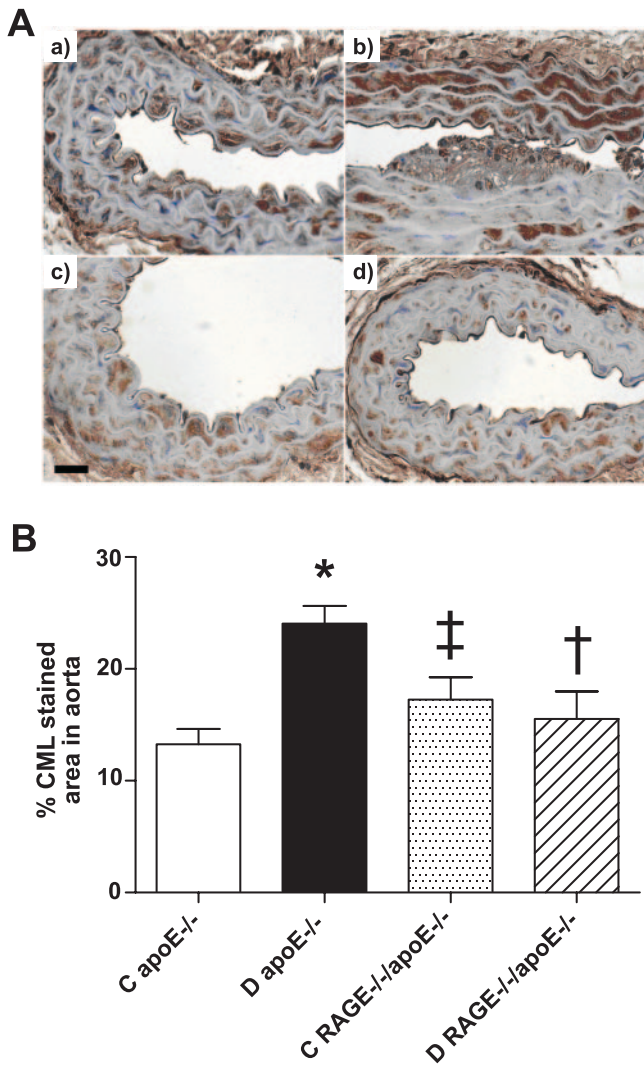 A
a)
b)
c)
d)
B
30
20
10
0
% CML stained
area in aorta
*
‡
†
C apoE-/-
D apoE-/-
C RAGE-/-/apoE-/-
D RAGE-/-/apoE-/-